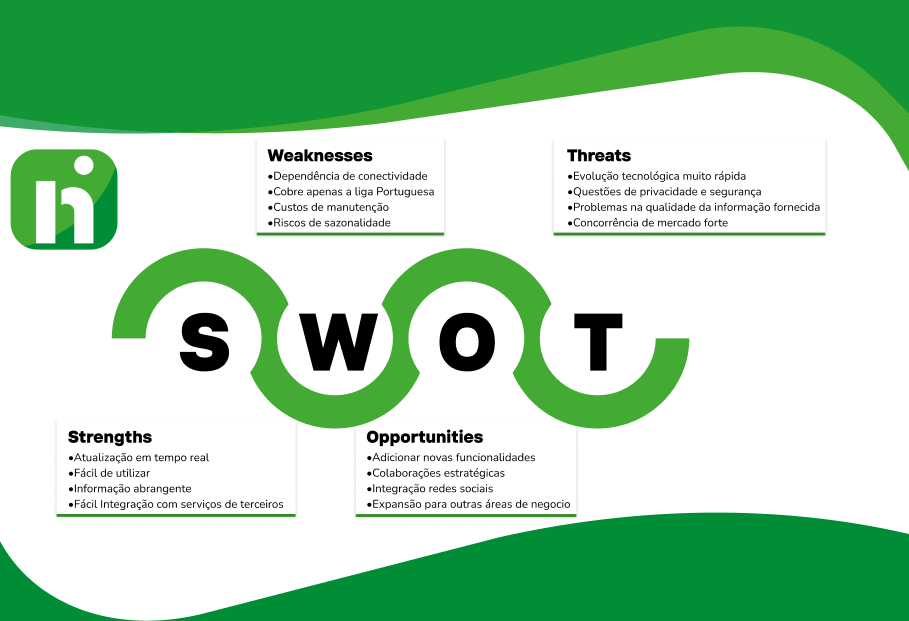 Weaknesses
•Dependência de conectividade
•Cobre apenas a liga Portuguesa
•Custos de manutenção
•Riscos de sazonalidade
Threats
•Evolução tecnológica muito rápida
•Questões de privacidade e segurança
•Problemas na qualidade da informação fornecida
•Concorrência de mercado forte
hi
S W O T
Strengths
•Atualização em tempo real
•Fácil de utilizar
•Informação abrangente
•Fácil Integração com serviços de terceiros
Opportunities
•Adicionar novas funcionalidades
•Colaborações estratégicas
•Integração redes sociais
•Expansão para outras áreas de negocio